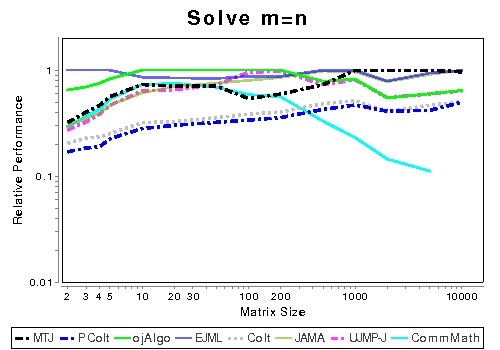 Solve m=n
Relative Performance
1
0.1
0.01
2 3 4 5 10 20 30 100 300 1000 10000
Matrix Size
MTJ PColt ojAlgo EJML Colt JAMA UJMP-J CommMath